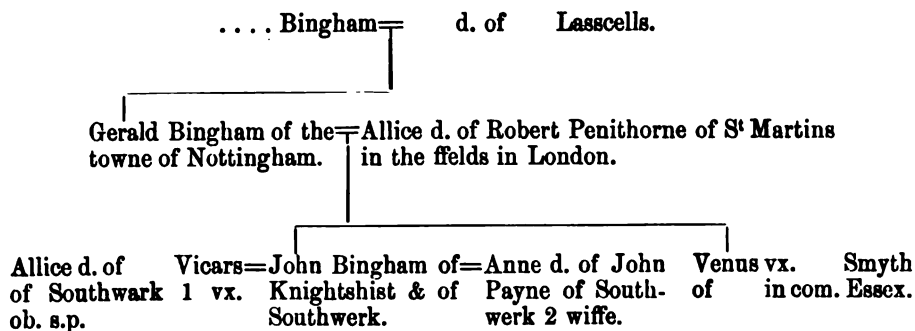 .... Bingham= d. of Lasscells.
Gerald Bingham of the=Allice d. of Robert Penithorne of Sᵗ Martins
towne of Nottingham. in the ffelds in London.
Allice d. of Vicars=John Bingham of=Anne d. of John Venus vx. Smyth
of Southwark 1 vx. Knightshist & of Payne of South- of in com. Essex.
ob. s.p. Southwerk. werk 2 wiffe.